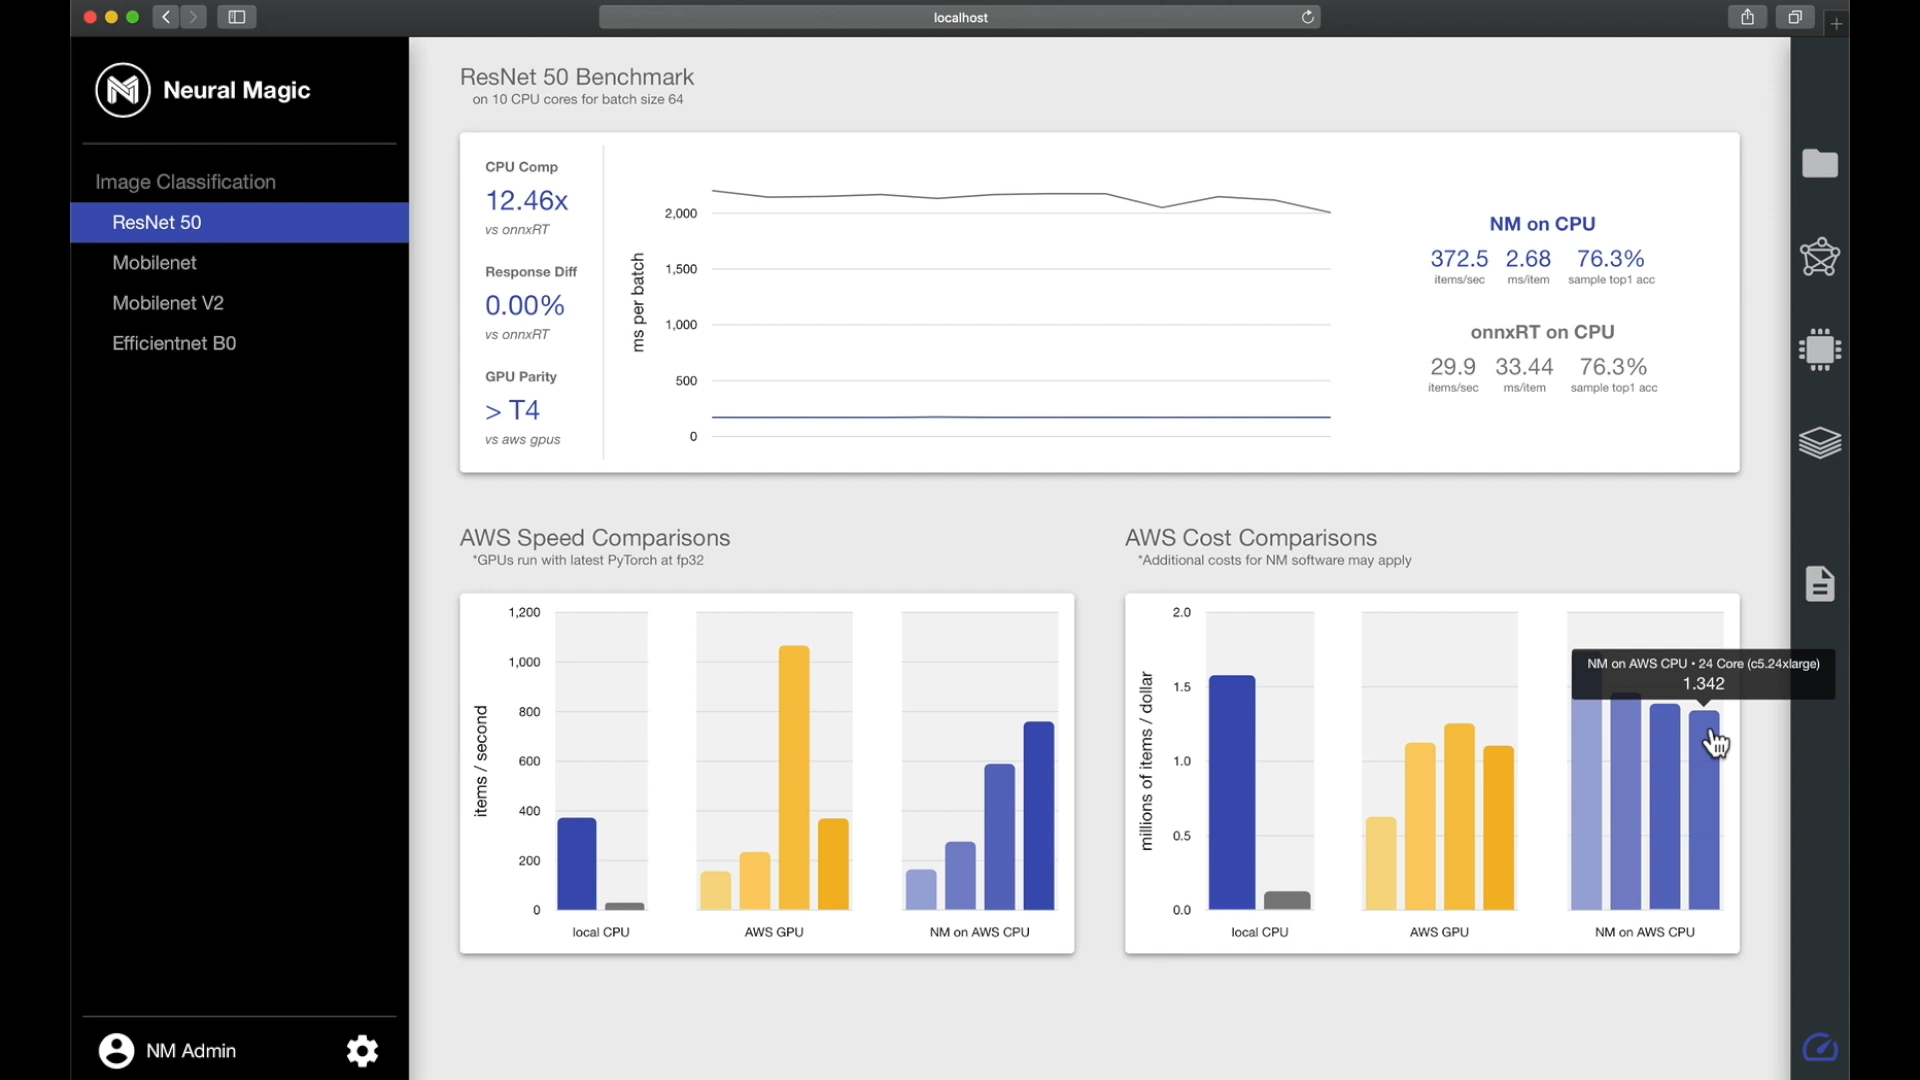 localhost
Neural Magic
Image Classification
ResNet 50
Mobilenet
Mobilenet V2
Efficientnet B0
NM Admin
ResNet 50 Benchmark
on 10 CPU cores for batch size 64
CPU Comp
12.46x
vs onnxRT
Response Diff
0.00%
vs onnxRT
GPU Parity
> T4
vs aws gpus
ms per batch
2,000
1,500
1,000
500
0
NM on CPU
372.5 2.68 76.3%
items/sec ms/item sample top1 acc
onnxRT on CPU
29.9 33.44 76.3%
items/sec ms/item sample top1 acc
AWS Speed Comparisons
*GPUs run with latest PyTorch at fp32
items / second
1,200
1,000
800
600
400
200
0
local CPU AWS GPU NM on AWS CPU
AWS Cost Comparisons
*Additional costs for NM software may apply
millions of items / dollar
2.0
1.5
1.0
0.5
0.0
NM on AWS CPU • 24 Core (c5.24xlarge)
1.342
local CPU AWS GPU NM on AWS CPU